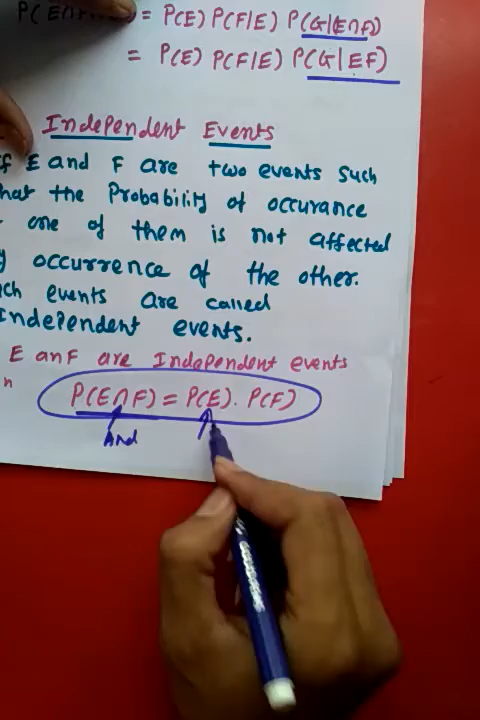 = P(E) P(F/E) P(G|E∩F)
= P(E) P(F/E) P(G|EF)
Independent Events
E and F are two events such
the Probability of occurance
one of them is not affected
occurrence of the other.
events are called
Independent events.
E anF are Independent events
P(E∩F) = P(E). P(F)
And